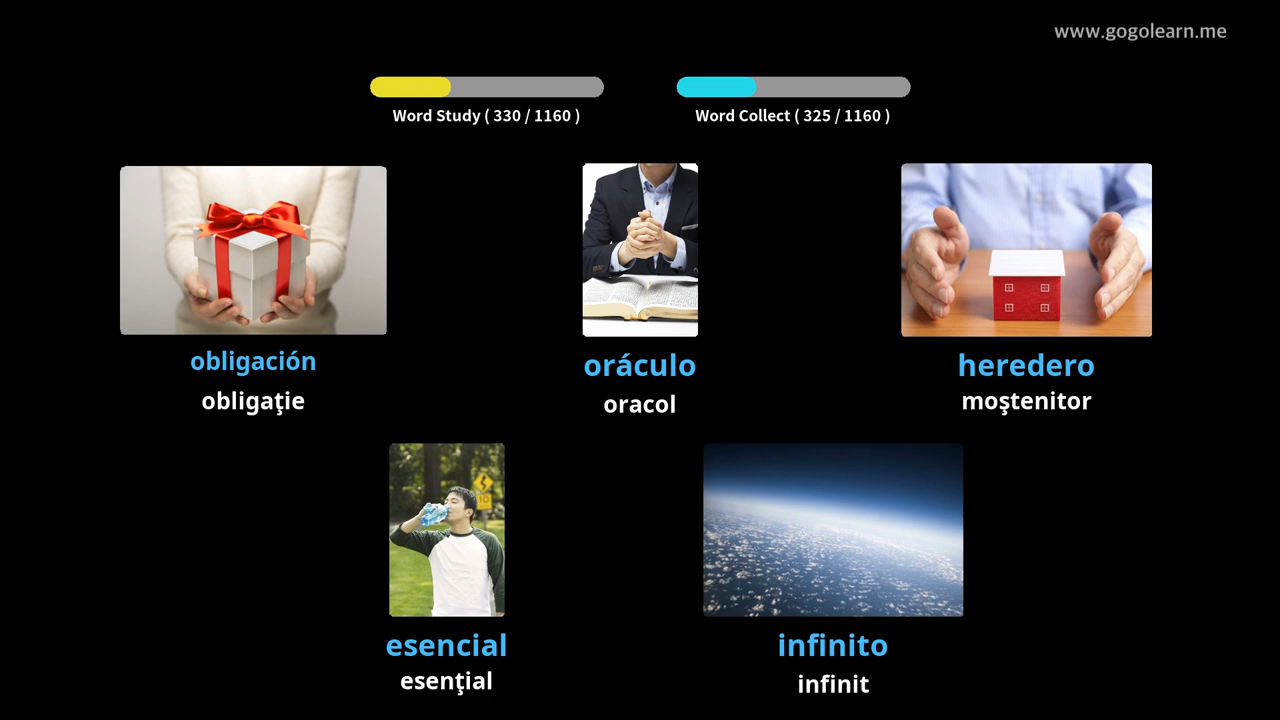 www.gogolearn.me
Word Study ( 330 / 1160 )
Word Collect ( 325 / 1160 )
obligación
obligaţie
oráculo
oracol
heredero
moştenitor
esencial
esenţial
infinito
infinit